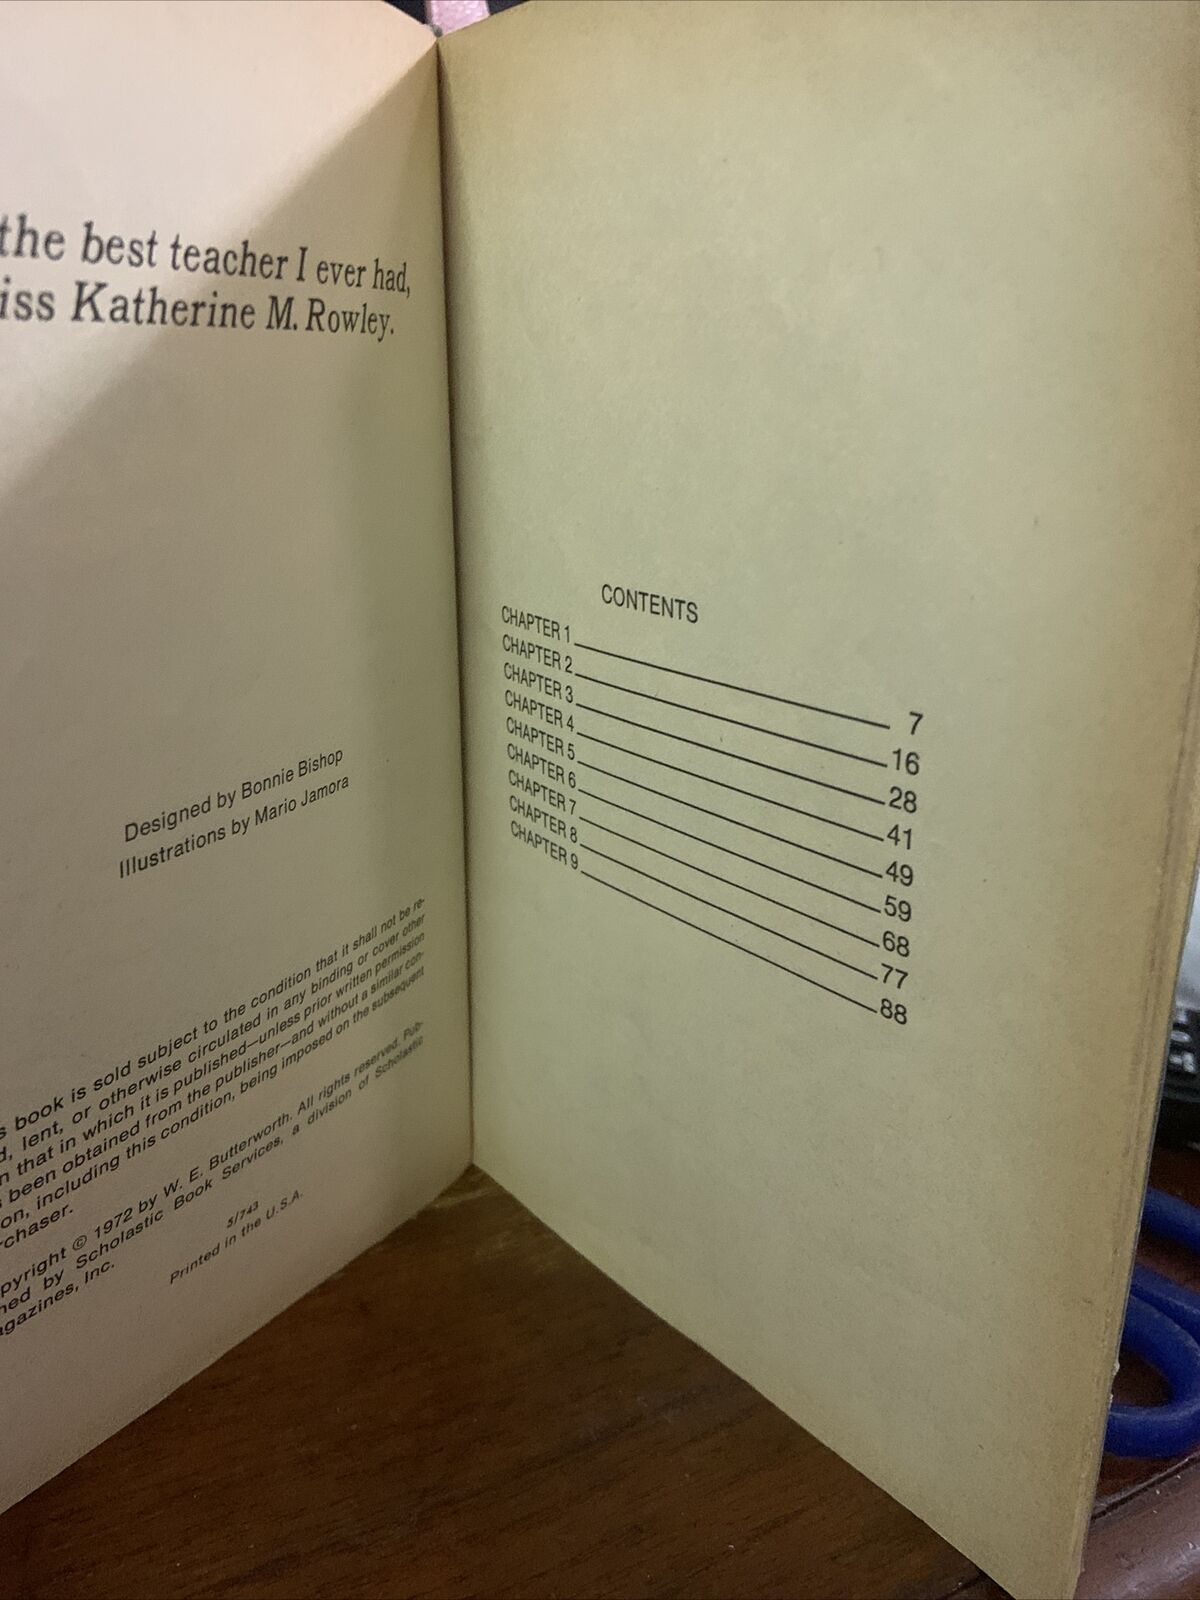 the best teacher I ever had,
iss Katherine M. Rowley.
Designed by Bonnie Bishop
Illustrations by Mario Jamora
s book is sold subject to the condition that it shall not be re-
d, lent, or otherwise circulated in any binding or cover other
n that in which it is published—unless prior written permission
s been obtained from the publisher—and without a similar con-
on, including this condition, being imposed on the subsequent
rchaser.
pyright © 1972 by W. E. Butterworth. All rights reserved. Pub-
hed by Scholastic Book Services, a division of Scholastic
agazines, Inc.
5/743
Printed in the U.S.A.
CONTENTS
CHAPTER 1 7
CHAPTER 2 16
CHAPTER 3 28
CHAPTER 4 41
CHAPTER 5 49
CHAPTER 6 59
CHAPTER 7 68
CHAPTER 8 77
CHAPTER 9 88